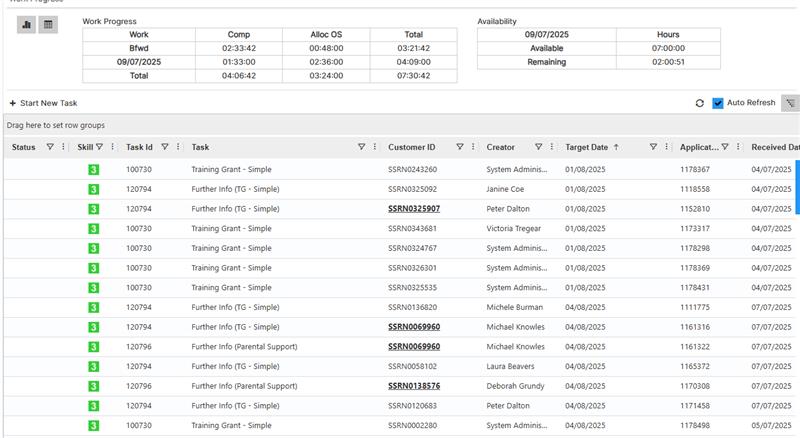 Work Progress
Work Progress
Availability
Work Comp Alloc OS Total
Bfwd 02:33:42 00:48:00 03:21:42
09/07/2025 01:33:00 02:36:00 04:09:00
Total 04:06:42 03:24:00 07:30:42
09/07/2025 Hours
Available 07:00:00
Remaining 02:00:51
+ Start New Task
Auto Refresh
Drag here to set row groups
Status Skill Task Id Task Customer ID Creator Target Date ↑ Applicat... Received Dat
3 100730 Training Grant - Simple SSRN0243260 System Adminis... 01/08/2025 1178367 04/07/2025
3 120794 Further Info (TG - Simple) SSRN0325092 Janine Coe 01/08/2025 1118558 04/07/2025
3 120794 Further Info (TG - Simple) SSRN0325907 Peter Dalton 01/08/2025 1152810 04/07/2025
3 100730 Training Grant - Simple SSRN0343681 Victoria Tregear 01/08/2025 1173317 04/07/2025
3 100730 Training Grant - Simple SSRN0324767 System Adminis... 01/08/2025 1178298 04/07/2025
3 100730 Training Grant - Simple SSRN0326301 System Adminis... 01/08/2025 1178369 04/07/2025
3 100730 Training Grant - Simple SSRN0325535 System Adminis... 01/08/2025 1178431 04/07/2025
3 120794 Further Info (TG - Simple) SSRN0136820 Michele Burman 04/08/2025 1111775 07/07/2025
3 120794 Further Info (TG - Simple) SSRN0069960 Michael Knowles 04/08/2025 1161316 07/07/2025
3 120796 Further Info (Parental Support) SSRN0069960 Michael Knowles 04/08/2025 1161322 07/07/2025
3 120794 Further Info (TG - Simple) SSRN0058102 Laura Beavers 04/08/2025 1165372 07/07/2025
3 120796 Further Info (Parental Support) SSRN0138576 Deborah Grundy 04/08/2025 1170308 07/07/2025
3 120794 Further Info (TG - Simple) SSRN0120683 Peter Dalton 04/08/2025 1171458 07/07/2025
3 100730 Training Grant - Simple SSRN0002280 System Adminis... 04/08/2025 1178498 05/07/2025